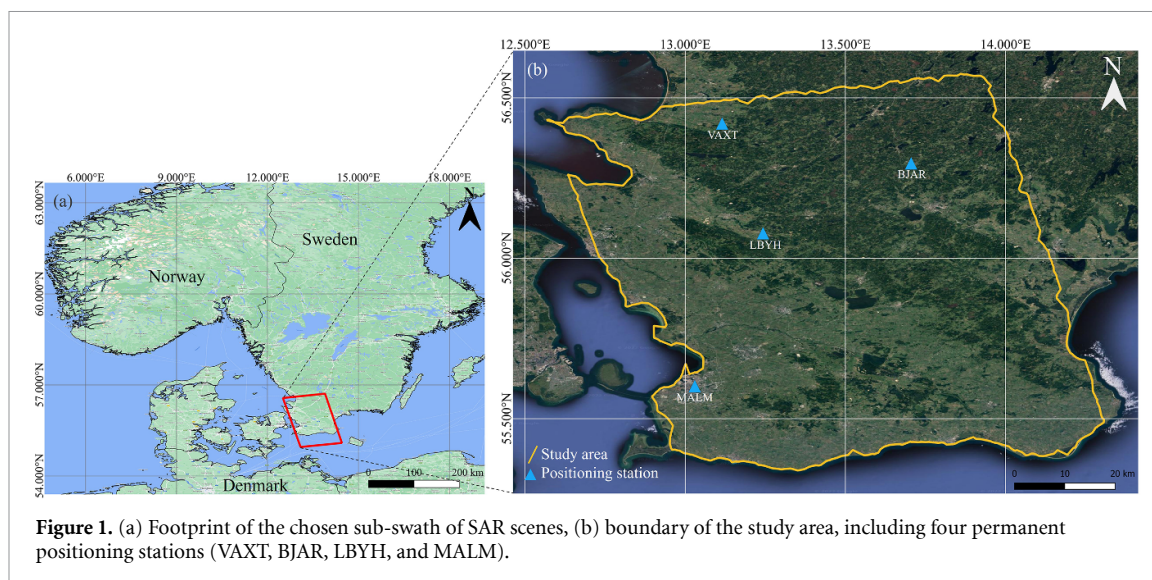 12.500°E 13.000°E 13.500°E 14.000°E
(b)
N
56.500°N
VAXT
BJAR
6.000°E 9.000°E 12.000°E 15.000°E 18.000°E
(a)
N
63.000°N
Sweden
LBYH
56.000°N
Norway
60.000°N
57.000°N
MALM
55.500°N
Study area
Positioning station
0 100 200 km
0 10 20 km
54.000°N
Denmark
Figure 1. (a) Footprint of the chosen sub-swath of SAR scenes, (b) boundary of the study area, including four permanent
positioning stations (VAXT, BJAR, LBYH, and MALM).